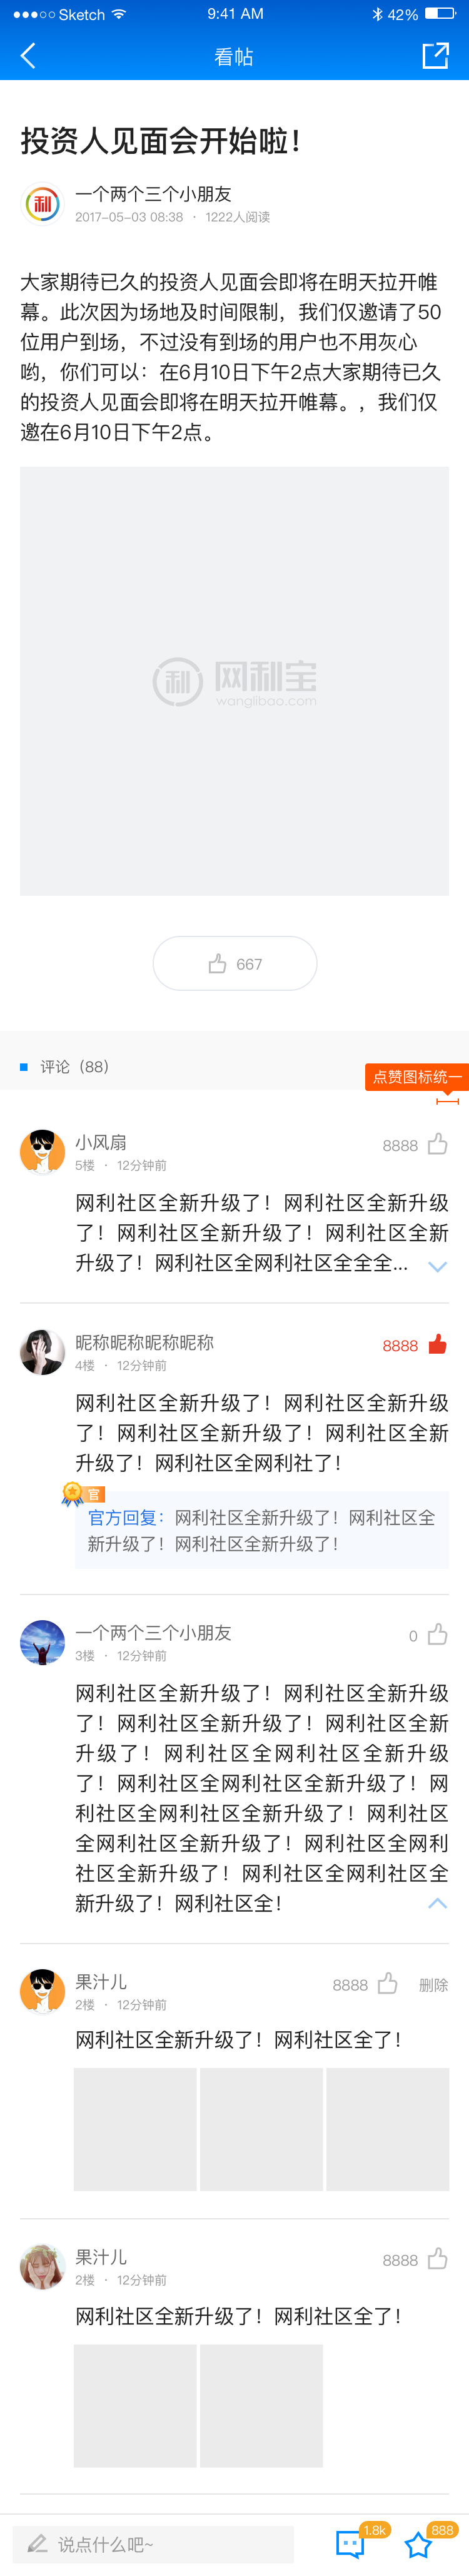 Sketch 9:41 AM 42%
看帖
投资人见面会开始啦！
利 一个两个三个小朋友
2017-05-03 08:38 · 1222人阅读
大家期待已久的投资人见面会即将在明天拉开帷
幕。此次因为场地及时间限制，我们仅邀请了50
位用户到场，不过没有到场的用户也不用灰心
哟，你们可以：在6月10日下午2点大家期待已久
的投资人见面会即将在明天拉开帷幕。，我们仅
邀在6月10日下午2点。
利 网利宝
wanglibao.com
667
评论（88）
点赞图标统一
小风扇 8888
5楼 · 12分钟前
网利社区全新升级了！网利社区全新升级
了！网利社区全新升级了！网利社区全新
升级了！网利社区全网利社区全全全...
昵称昵称昵称昵称 8888
4楼 · 12分钟前
网利社区全新升级了！网利社区全新升级
了！网利社区全新升级了！网利社区全新
升级了！网利社区全网利社了！
官
官方回复：网利社区全新升级了！网利社区全
新升级了！网利社区全新升级了！
一个两个三个小朋友 0
3楼 · 12分钟前
网利社区全新升级了！网利社区全新升级
了！网利社区全新升级了！网利社区全新
升级了！网利社区全网利社区全新升级
了！网利社区全网利社区全新升级了！网
利社区全网利社区全新升级了！网利社区
全网利社区全新升级了！网利社区全网利
社区全新升级了！网利社区全网利社区全
新升级了！网利社区全！
果汁儿 8888 删除
2楼 · 12分钟前
网利社区全新升级了！网利社区全了！
果汁儿 8888
2楼 · 12分钟前
网利社区全新升级了！网利社区全了！
说点什么吧~ 1.8k 888